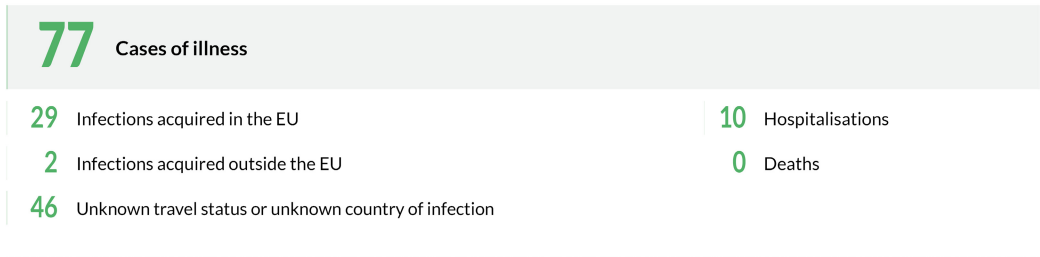 77 Cases of illness
29 Infections acquired in the EU
2 Infections acquired outside the EU
46 Unknown travel status or unknown country of infection
10 Hospitalisations
0 Deaths